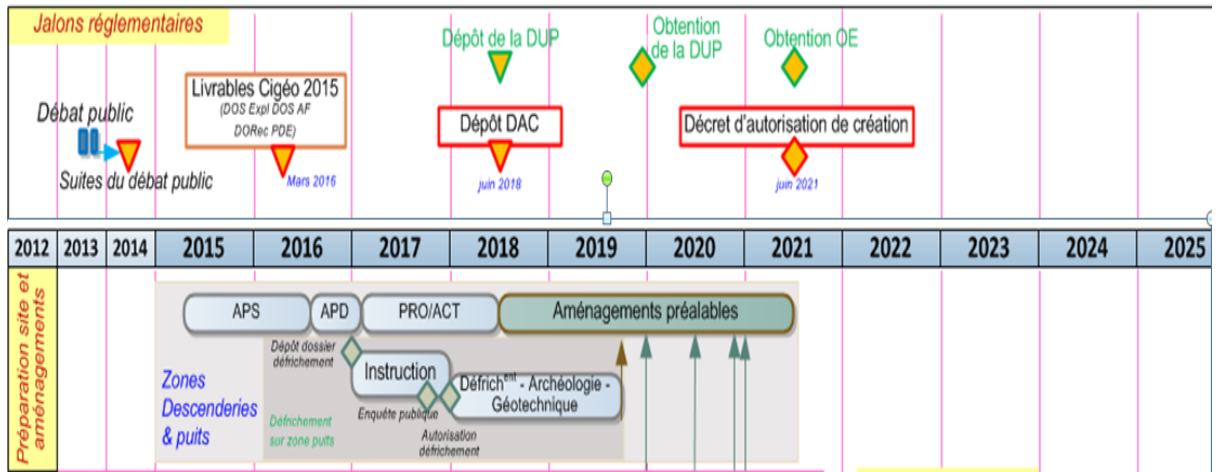 Jalons réglementaires
Débat public
Suites du débat public
Livrables Cigéo 2015
(DOS Expl DOS AF
DORec PDE)
Mars 2016
Dépôt de la DUP
Dépôt DAC
juin 2018
Obtention
de la DUP
Obtention OE
Décret d'autorisation de création
juin 2021
2012 2013 2014 2015 2016 2017 2018 2019 2020 2021 2022 2023 2024 2025
Préparation site et
aménagements
APS APD PRO/ACT Aménagements préalables
Dépôt dossier
défrichement
Zones
Descenderies
& puits
Défrichement
sur zone puits
Instruction
Enquête publique
Autorisation
défrichement
Défrichent - Archéologie -
Géotechnique